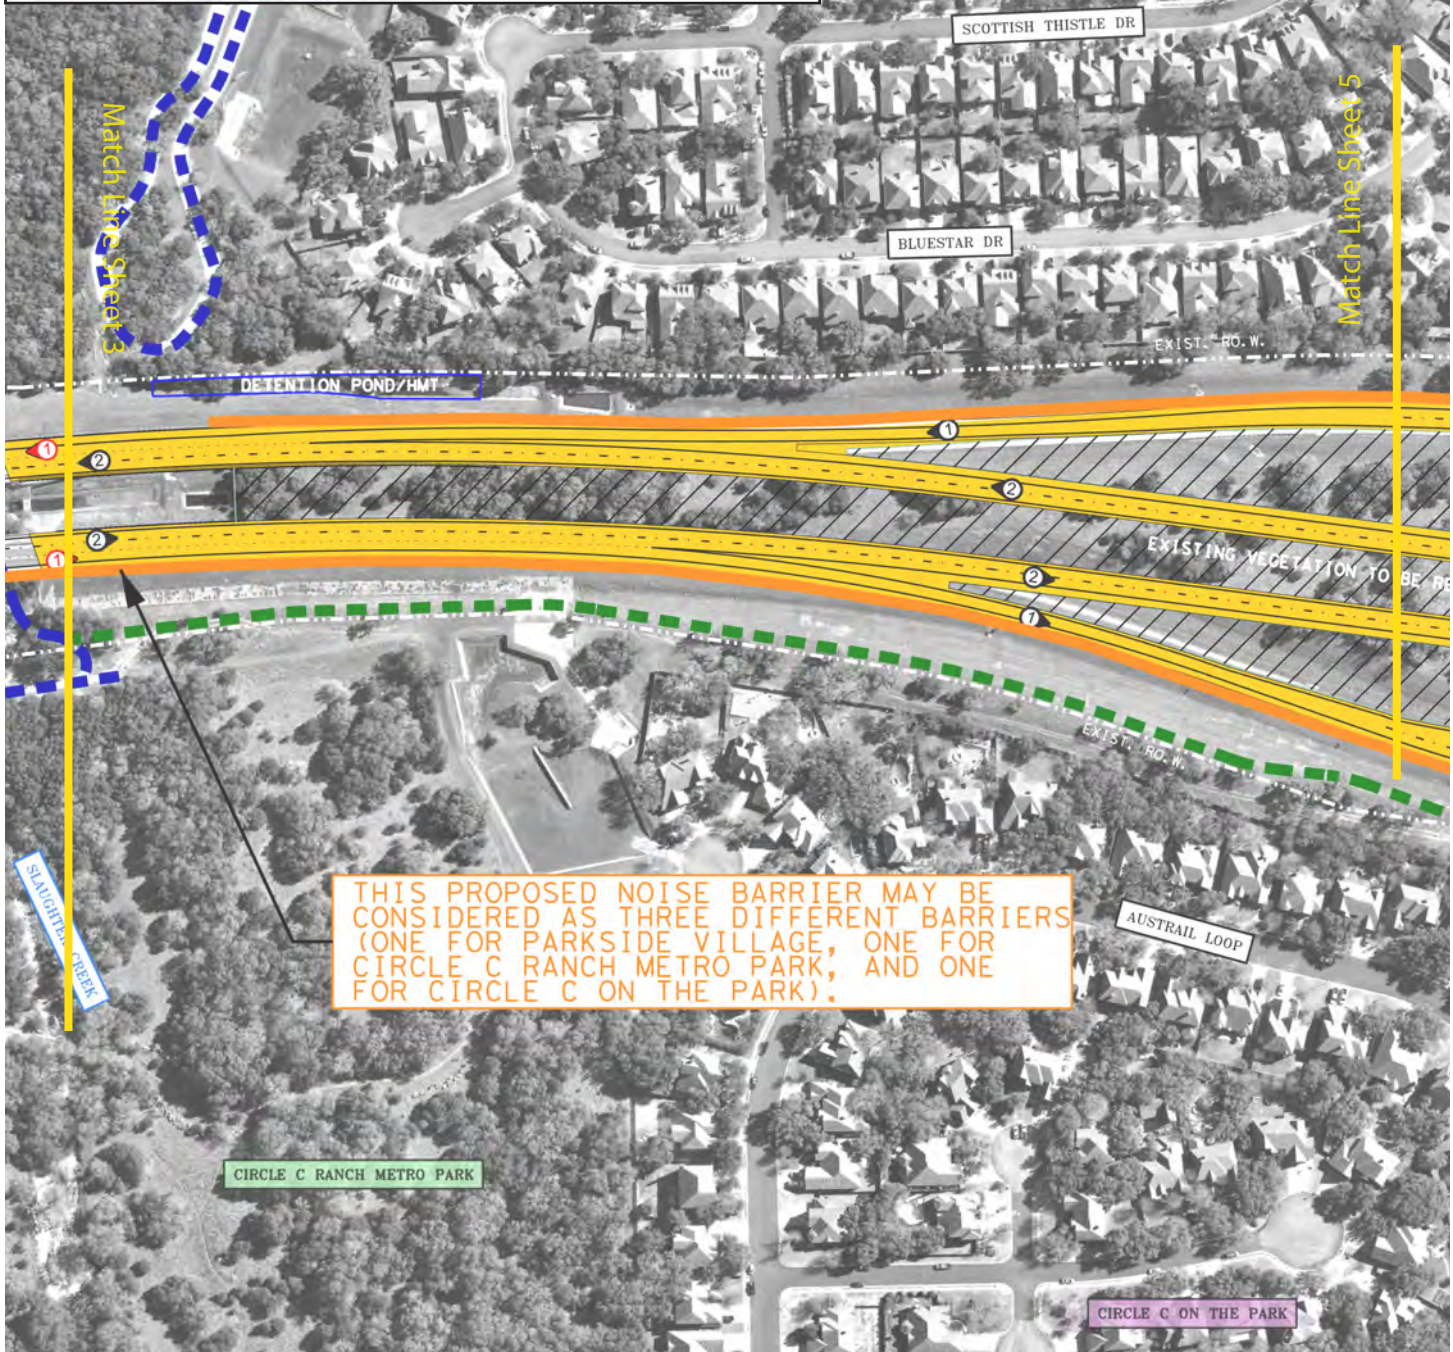 SCOTTISH THISTLE DR
Match Line Sheet 3
Match Line Sheet 5
BLUESTAR DR
EXIST. RO.W.
DETENTION POND/HMT
1
2
1
2
2
1
2
1
EXISTING VEGETATION TO BE RE
EXIST. RO.W.
THIS PROPOSED NOISE BARRIER MAY BE
CONSIDERED AS THREE DIFFERENT BARRIERS
(ONE FOR PARKSIDE VILLAGE, ONE FOR
CIRCLE C RANCH METRO PARK, AND ONE
FOR CIRCLE C ON THE PARK).
SLAUGHTER CREEK
AUSTRAIL LOOP
CIRCLE C RANCH METRO PARK
CIRCLE C ON THE PARK